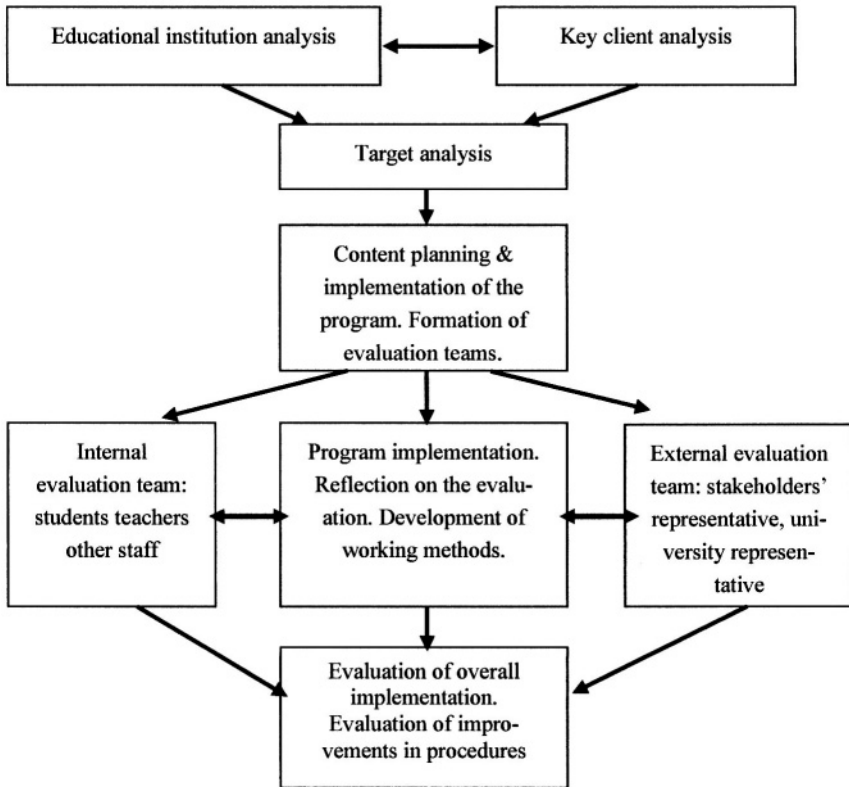 Educational institution analysis
Key client analysis
Target analysis
Content planning &
implementation of the
program. Formation of
evaluation teams.
Internal
evaluation team:
students teachers
other staff
Program implementation.
Reflection on the evalu-
ation. Development of
working methods.
External evaluation
team: stakeholders’
representative, uni-
versity represen-
tative
Evaluation of overall
implementation.
Evaluation of impro-
vements in procedures